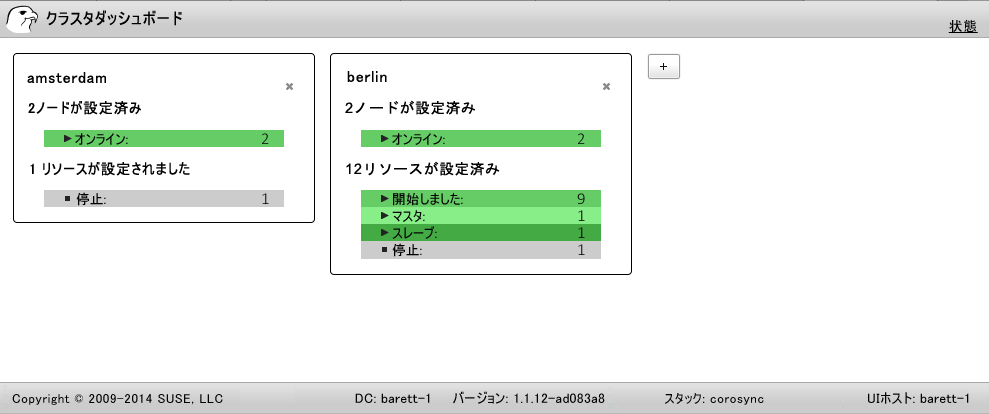 クラスタダッシュボード
状態
amsterdam
×
2ノードが設定済み
▶オンライン: 2
1 リソースが設定されました
■ 停止: 1
berlin
×
2ノードが設定済み
▶オンライン: 2
12リソースが設定済み
▶開始しました: 9
▶マスタ: 1
▶スレーブ: 1
■ 停止: 1
+
Copyright © 2009-2014 SUSE, LLC DC: barett-1 バージョン: 1.1.12-ad083a8 スタック: corosync UIホスト: barett-1